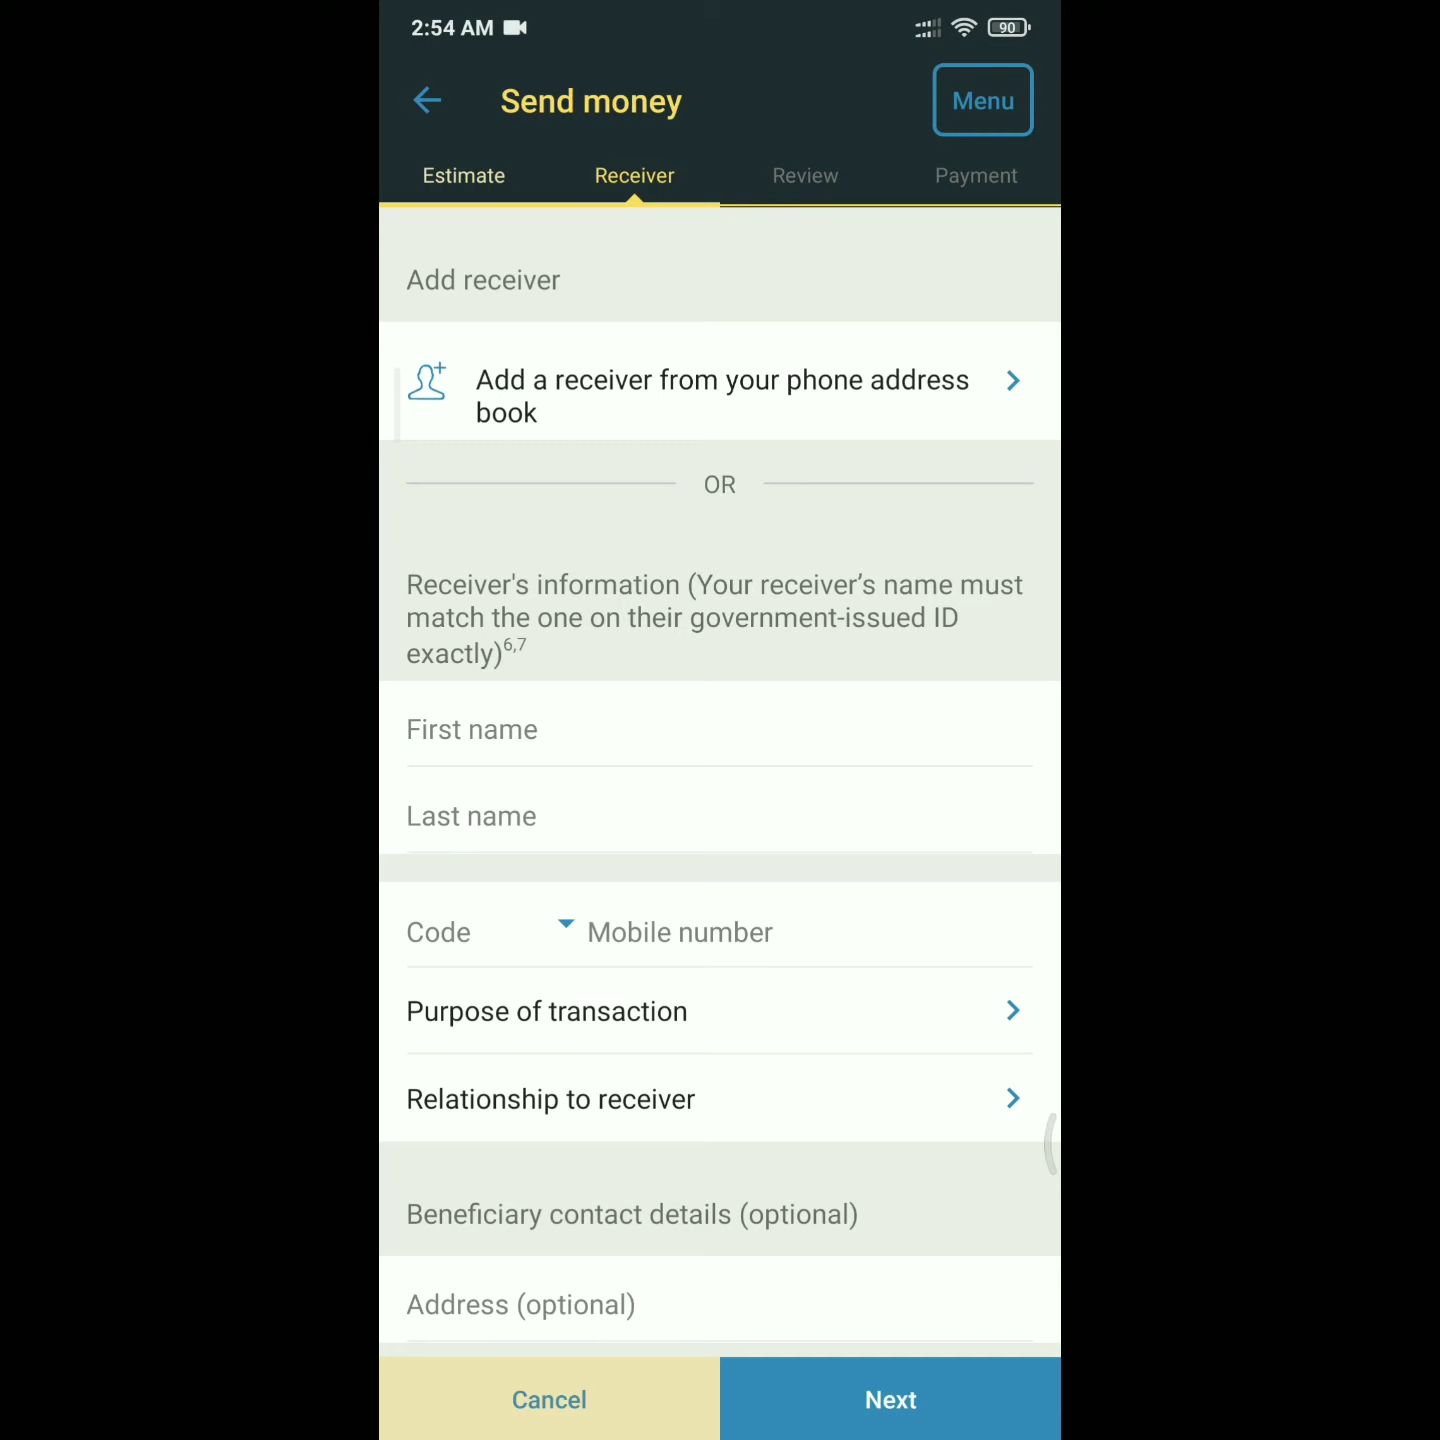 2:54 AM
90
Send money
Menu
Estimate
Receiver
Review
Payment
Add receiver
Add a receiver from your phone address
book
OR
Receiver's information (Your receiver’s name must
match the one on their government-issued ID
exactly)6,7
First name
Last name
Code
Mobile number
Purpose of transaction
Relationship to receiver
Beneficiary contact details (optional)
Address (optional)
Cancel
Next